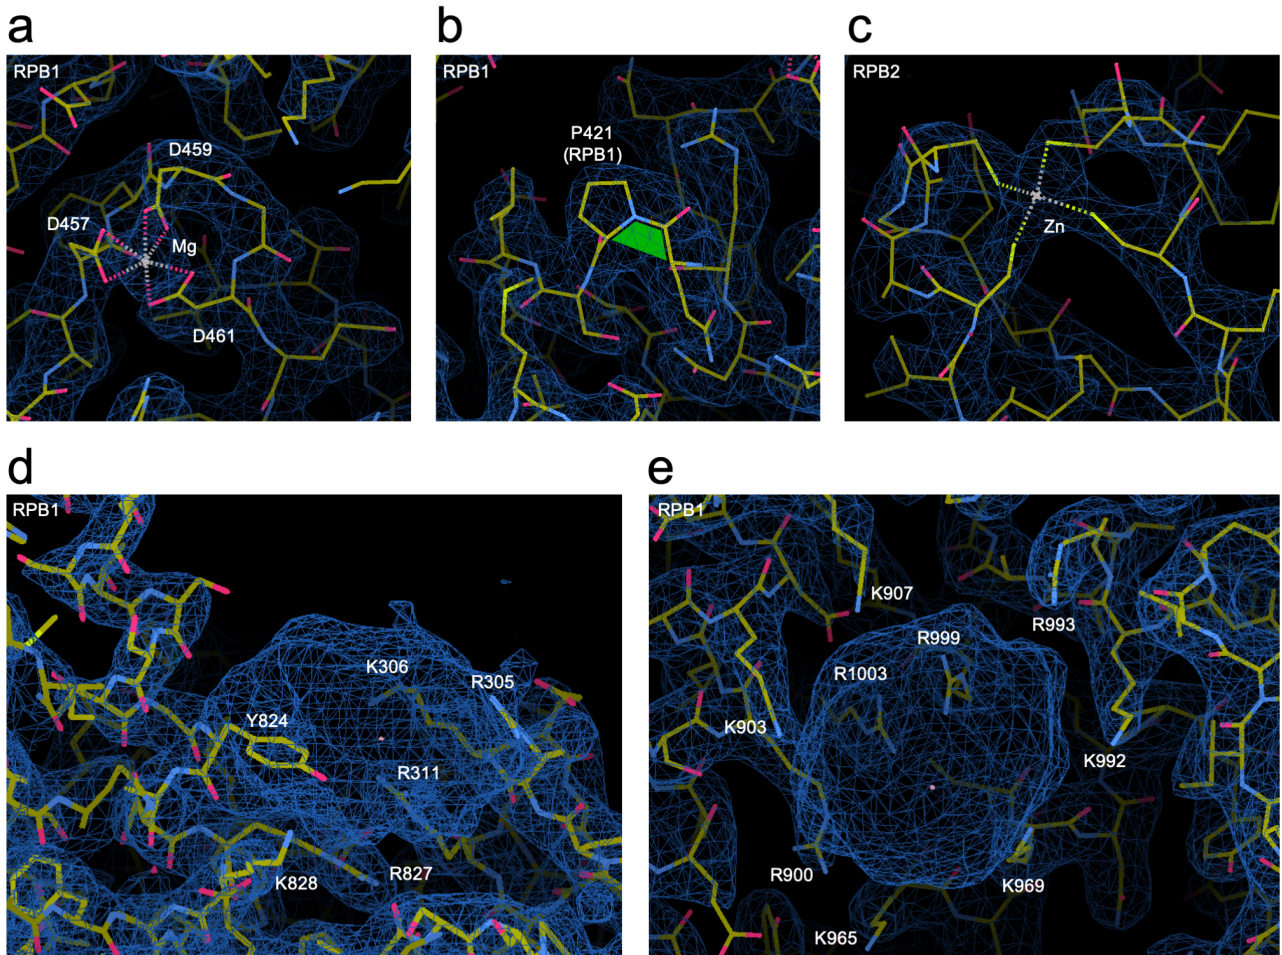 a
b
c
RPB1
D459
D457
Mg
D461
RPB1
P421
(RPB1)
RPB2
Zn
d
e
RPB1
K306
R305
Y824
R311
K828
R827
RPB1
K907
R993
R999
R1003
K903
K992
R900
K969
K965